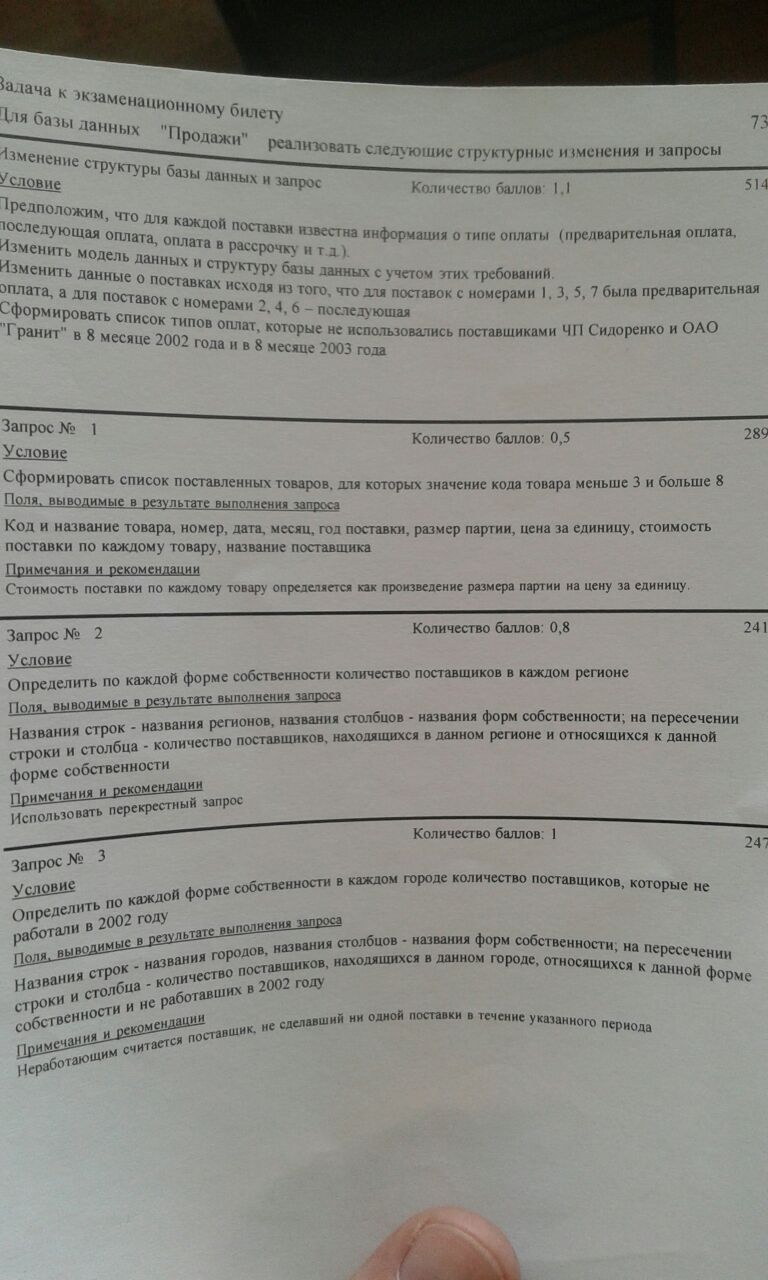 Задача к экзаменационному билету 73
Для базы данных "Продажи" реализовать следующие структурные изменения и запросы
Изменение структуры базы данных и запрос Количество баллов: 1,1 514
Условие
Предположим, что для каждой поставки известна информация о типе оплаты (предварительная оплата,
последующая оплата, оплата в рассрочку и т.д.).
Изменить модель данных и структуру базы данных с учетом этих требований.
Изменить данные о поставках исходя из того, что для поставок с номерами 1, 3, 5, 7 была предварительная
оплата, а для поставок с номерами 2, 4, 6 – последующая
Сформировать список типов оплат, которые не использовались поставщиками ЧП Сидоренко и ОАО
"Гранит" в 8 месяце 2002 года и в 8 месяце 2003 года
Запрос № 1 Количество баллов: 0,5 289
Условие
Сформировать список поставленных товаров, для которых значение кода товара меньше 3 и больше 8
Поля, выводимые в результате выполнения запроса
Код и название товара, номер, дата, месяц, год поставки, размер партии, цена за единицу, стоимость
поставки по каждому товару, название поставщика
Примечания и рекомендации
Стоимость поставки по каждому товару определяется как произведение размера партии на цену за единицу.
Запрос № 2 Количество баллов: 0,8 241
Условие
Определить по каждой форме собственности количество поставщиков в каждом регионе
Поля, выводимые в результате выполнения запроса
Названия строк - названия регионов, названия столбцов - названия форм собственности; на пересечении
строки и столбца - количество поставщиков, находящихся в данном регионе и относящихся к данной
форме собственности
Примечания и рекомендации
Использовать перекрестный запрос
Запрос № 3 Количество баллов: 1 247
Условие
Определить по каждой форме собственности в каждом городе количество поставщиков, которые не
работали в 2002 году
Поля, выводимые в результате выполнения запроса
Названия строк - названия городов, названия столбцов - названия форм собственности; на пересечении
строки и столбца - количество поставщиков, находящихся в данном городе, относящихся к данной форме
собственности и не работавших в 2002 году
Примечания и рекомендации
Неработающим считается поставщик, не сделавший ни одной поставки в течение указанного периода